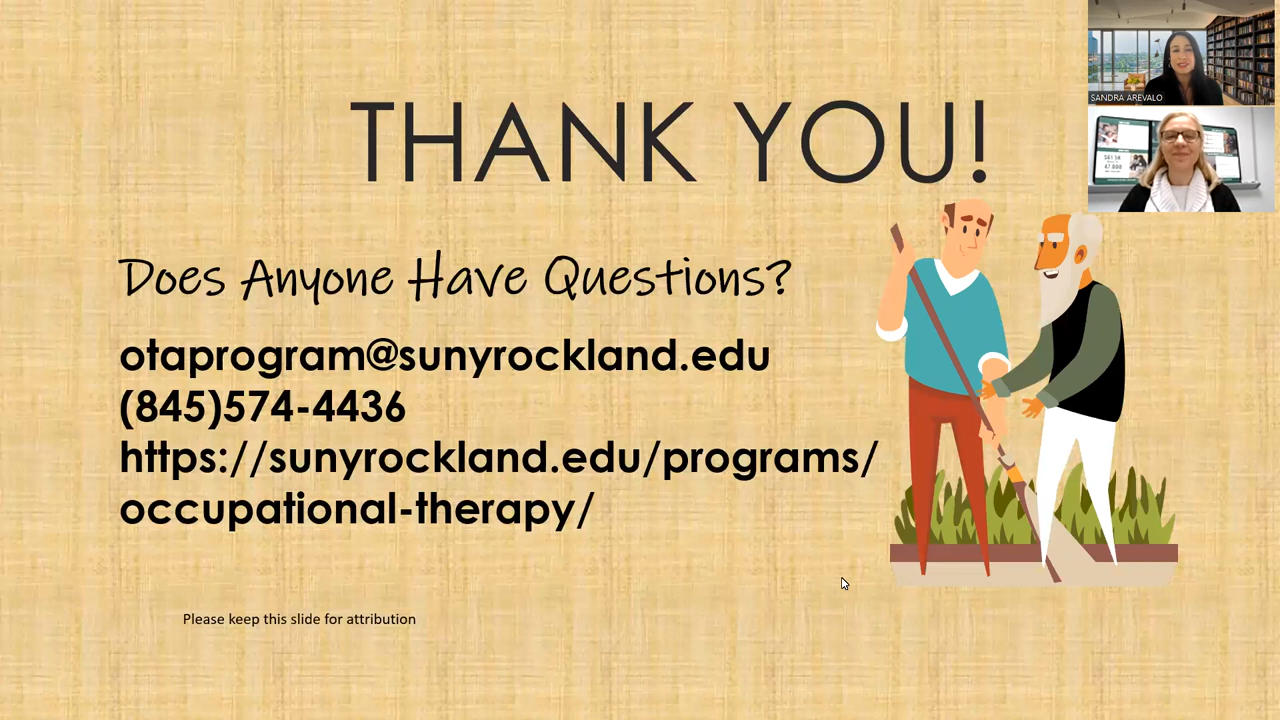 THANK YOU!
SANDRA AREVALO
Does Anyone Have Questions?
otaprogram@sunyrockland.edu
(845)574-4436
https://sunyrockland.edu/programs/
occupational-therapy/
Please keep this slide for attribution